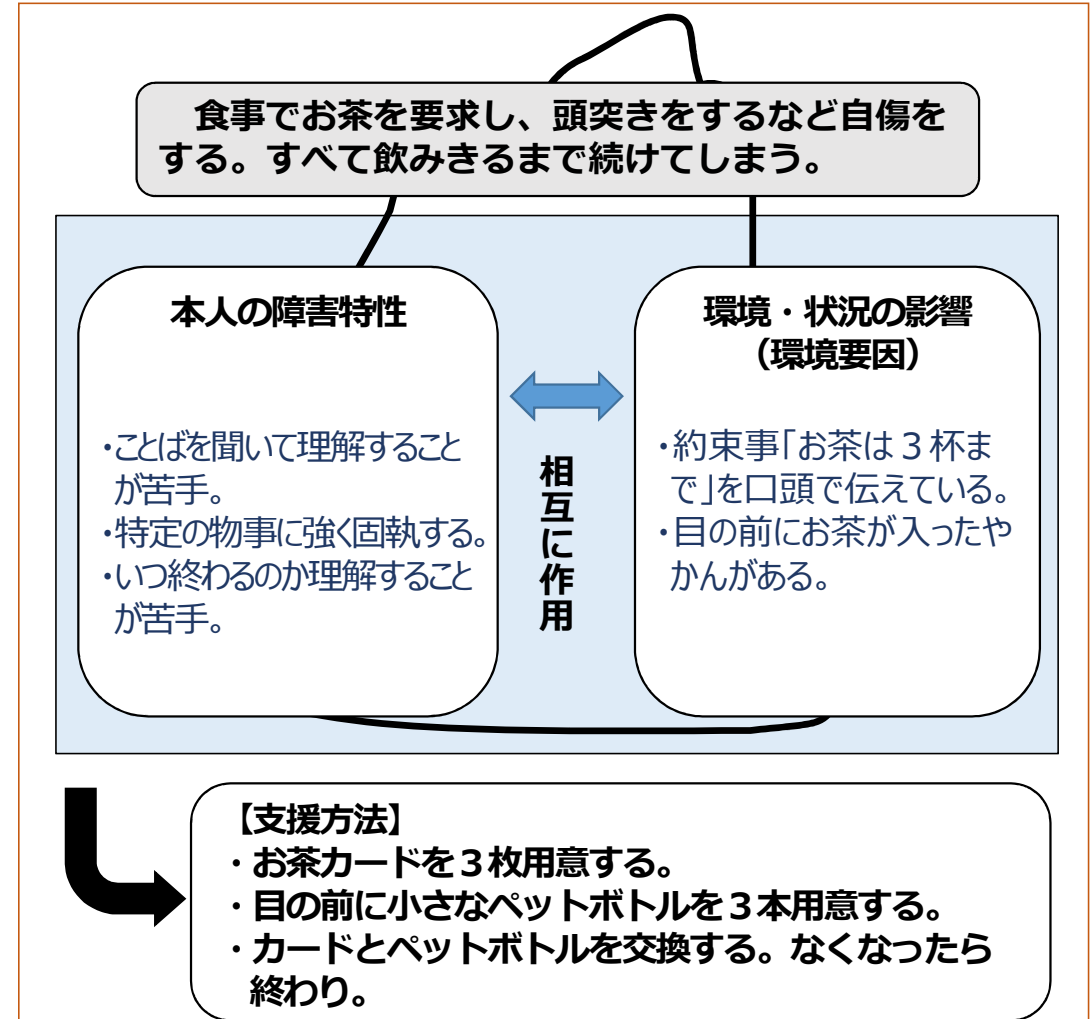 食事でお茶を要求し、頭突きをするなど自傷を
する。すべて飲みきるまで続けてしまう。
本人の障害特性
・ことばを聞いて理解すること
が苦手。
・特定の物事に強く固執する。
・いつ終わるのか理解すること
が苦手。
相互に作用
環境・状況の影響
（環境要因）
・約束事「お茶は３杯ま
で」を口頭で伝えている。
・目の前にお茶が入ったや
かんがある。
【支援方法】
・お茶カードを３枚用意する。
・目の前に小さなペットボトルを３本用意する。
・カードとペットボトルを交換する。なくなったら
終わり。